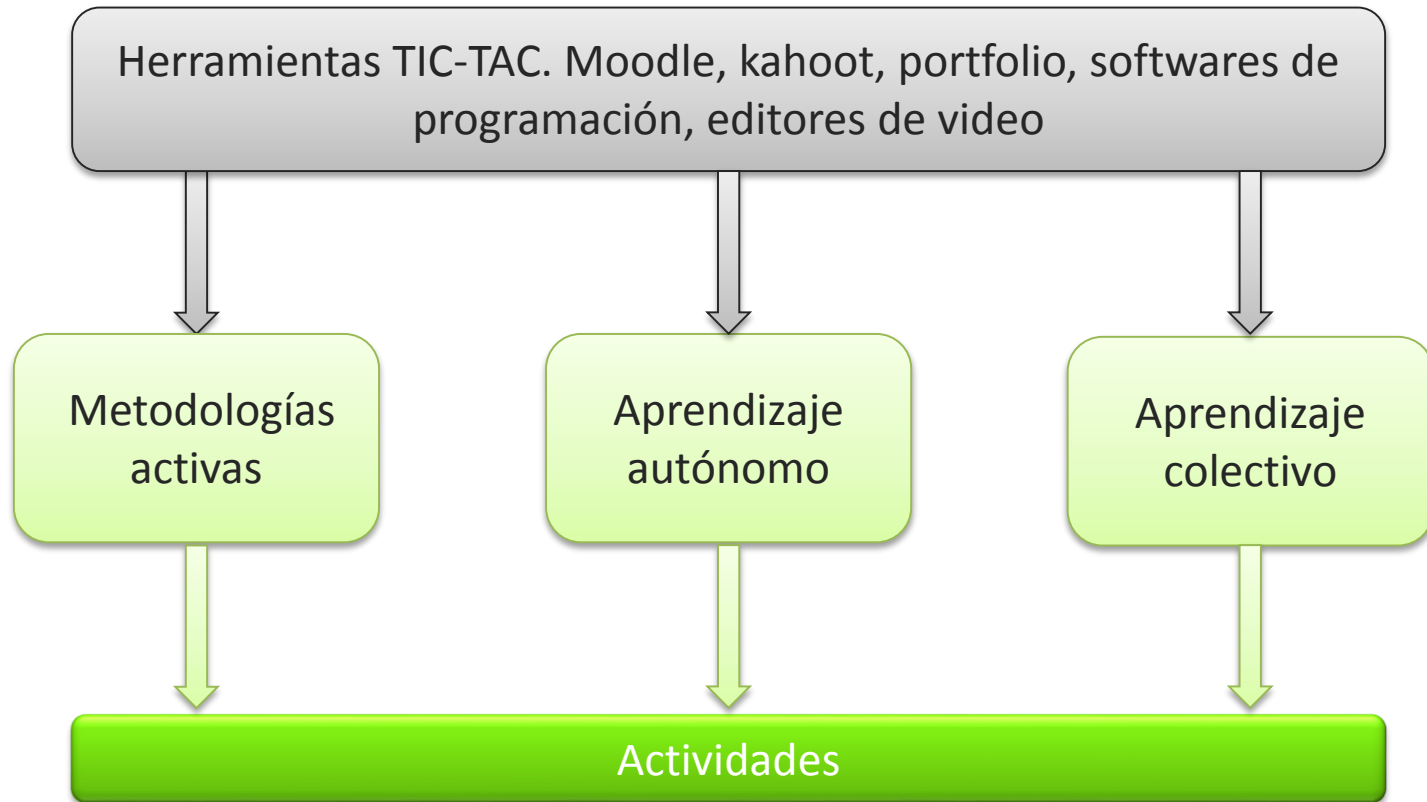 Herramientas TIC-TAC. Moodle, kahoot, portfolio, softwares de
programación, editores de video
Metodologías
activas
Aprendizaje
autónomo
Aprendizaje
colectivo
Actividades